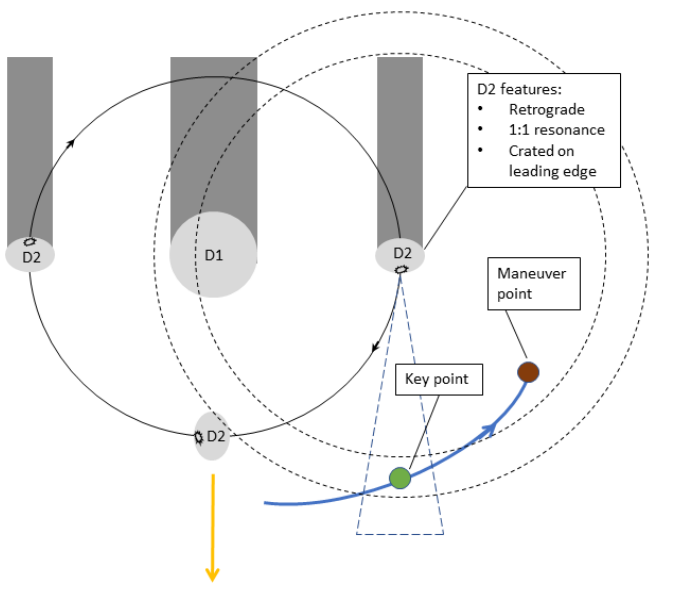 D2 features:
• Retrograde
• 1:1 resonance
• Crated on
leading edge
D2
D1
D2
Maneuver
point
Key point
D2